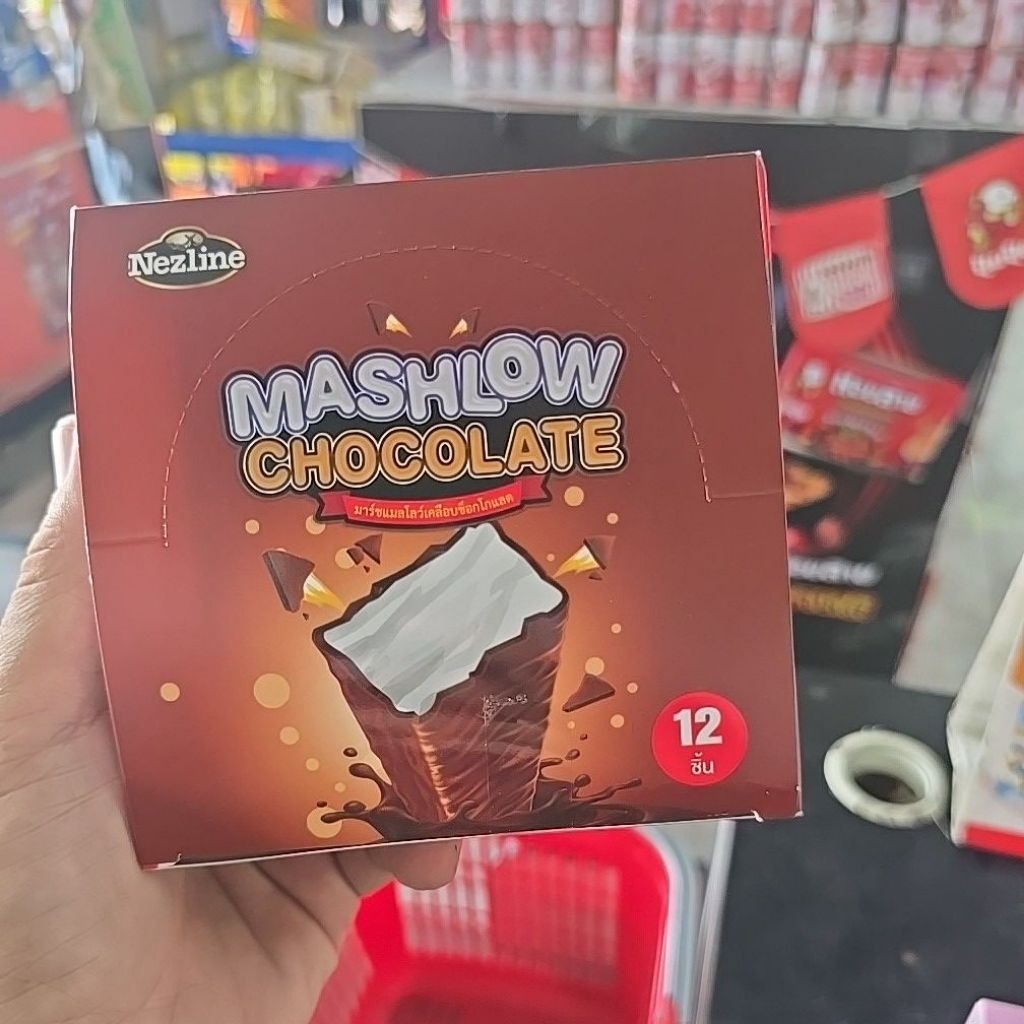 Nezline
MASHLOW
CHOCOLATE
มาร์ชแมลโลว์เคลือบช็อกโกแลต
12
ชิ้น